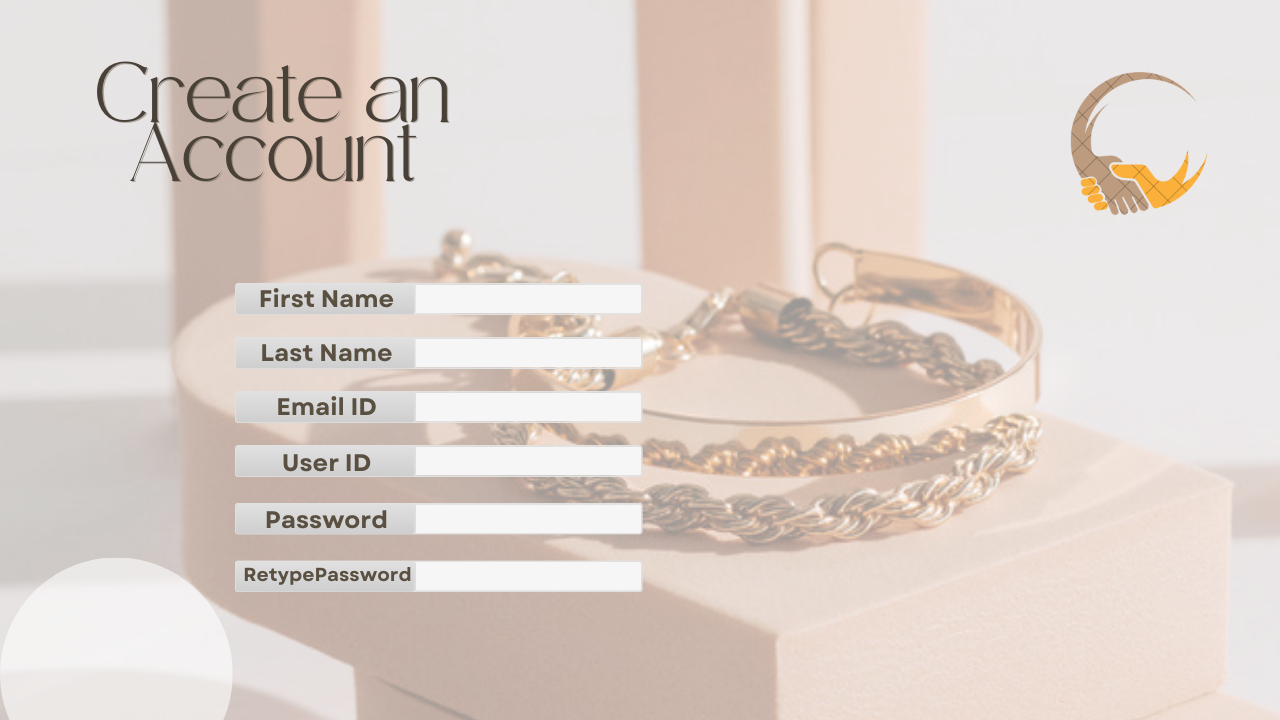 Create an
Account
First Name
Last Name
Email ID
User ID
Password
RetypePassword